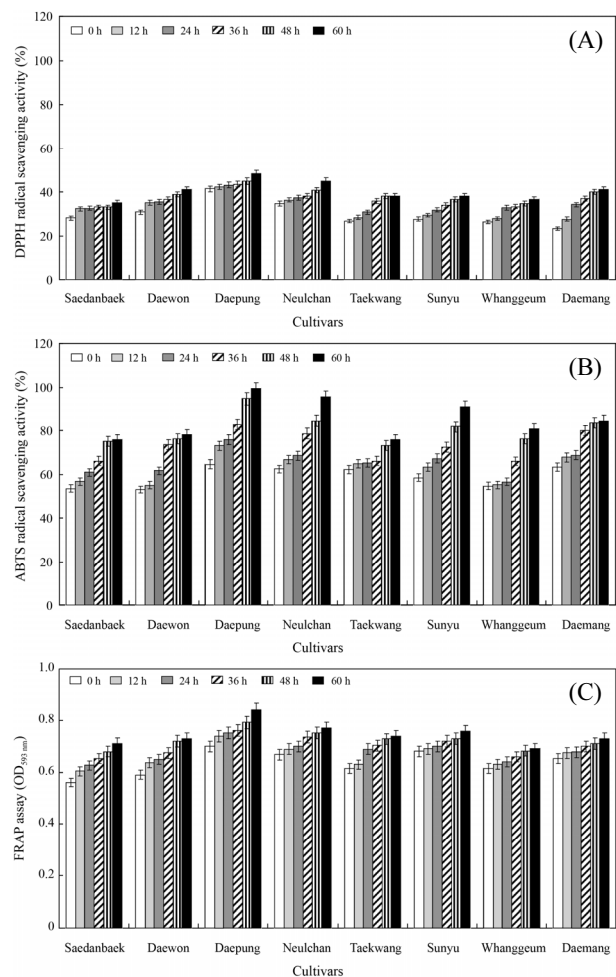 120
100
80
60
40
20
0
DPPH radical scavenging activity (%)
0 h 12 h 24 h 36 h 48 h 60 h
(A)
Saedanbaek Daewon Daepung Neulchan Taekwang Sunyu Whanggeum Daemang
Cultivars
120
100
80
60
40
20
0
ABTS radical scavenging activity (%)
0 h 12 h 24 h 36 h 48 h 60 h
(B)
Saedanbaek Daewon Daepung Neulchan Taekwang Sunyu Whanggeum Daemang
Cultivars
1.0
0.8
0.6
0.4
0.2
0
FRAP assay (OD593 nm)
0 h 12 h 24 h 36 h 48 h 60 h
(C)
Saedanbaek Daewon Daepung Neulchan Taekwang Sunyu Whanggeum Daemang
Cultivars